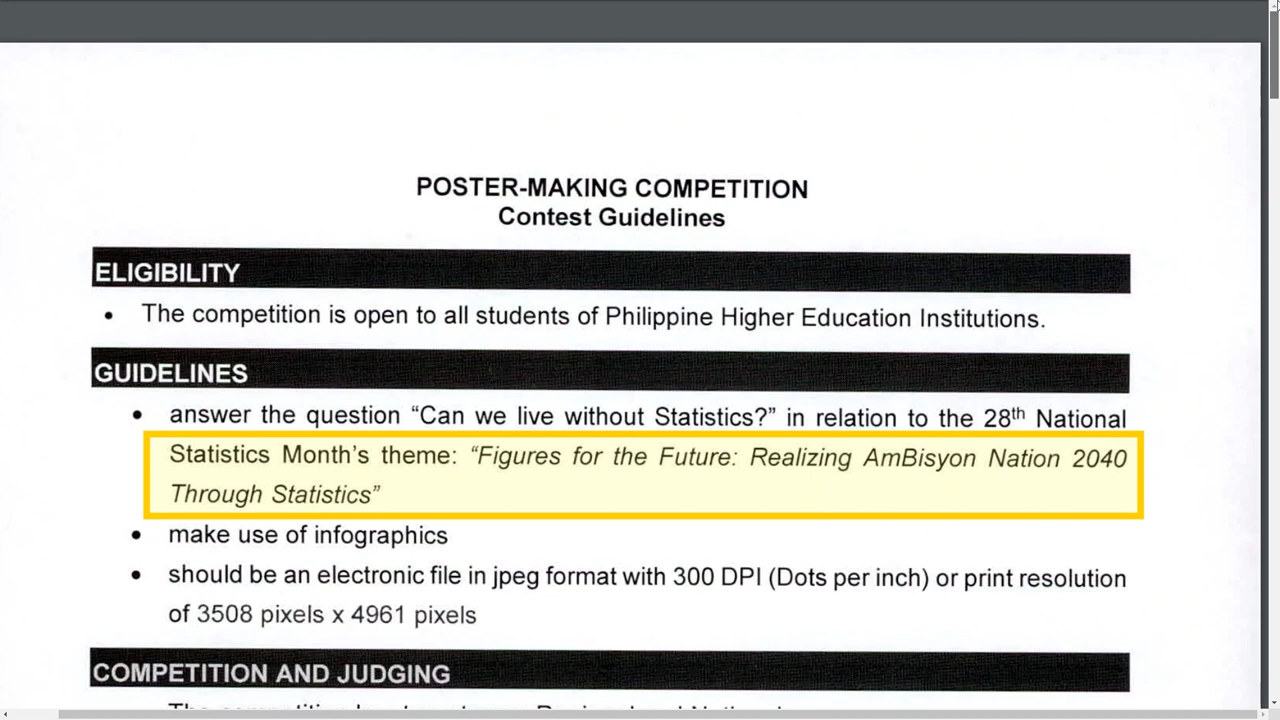 POSTER-MAKING COMPETITION
Contest Guidelines
ELIGIBILITY
• The competition is open to all students of Philippine Higher Education Institutions.
GUIDELINES
• answer the question “Can we live without Statistics?” in relation to the 28th National
Statistics Month’s theme: “Figures for the Future: Realizing AmBisyon Nation 2040
Through Statistics”
• make use of infographics
• should be an electronic file in jpeg format with 300 DPI (Dots per inch) or print resolution
of 3508 pixels x 4961 pixels
COMPETITION AND JUDGING